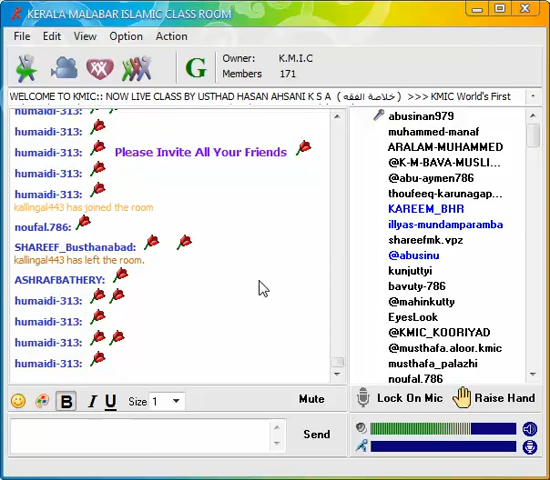 KERALA MALABAR ISLAMIC CLASS ROOM
File Edit View Option Action
G
Owner: K.M.I.C
Members 171
WELCOME TO KMIC:: NOW LIVE CLASS BY USTHAD HASAN AHSANI K S A (خلاصة الفقه) >>> KMIC World's First
humaidi-313:
humaidi-313:
humaidi-313: Please Invite All Your Friends
humaidi-313:
humaidi-313:
kallingal443 has joined the room
noufal.786:
SHAREEF_Busthanabad:
kallingal443 has left the room.
ASHRAFBATHERY:
humaidi-313:
humaidi-313:
humaidi-313:
humaidi-313:
abusinan979
muhammed-manaf
ARALAM-MUHAMMED
@K-M-BAVA-MUSLI...
@abu-aymen786
thoufeeq-karunagap...
KAREEM_BHR
illyas-mundamparamba
shareefmk.vpz
@abusinu
kunjuttyi
bavuty-786
@mahinkutty
EyesLook
@KMIC_KOORIYAD
@musthafa.aloor.kmic
musthafa_palazhi
noufal.786
B I U Size 1 Mute
Lock On Mic Raise Hand
Send